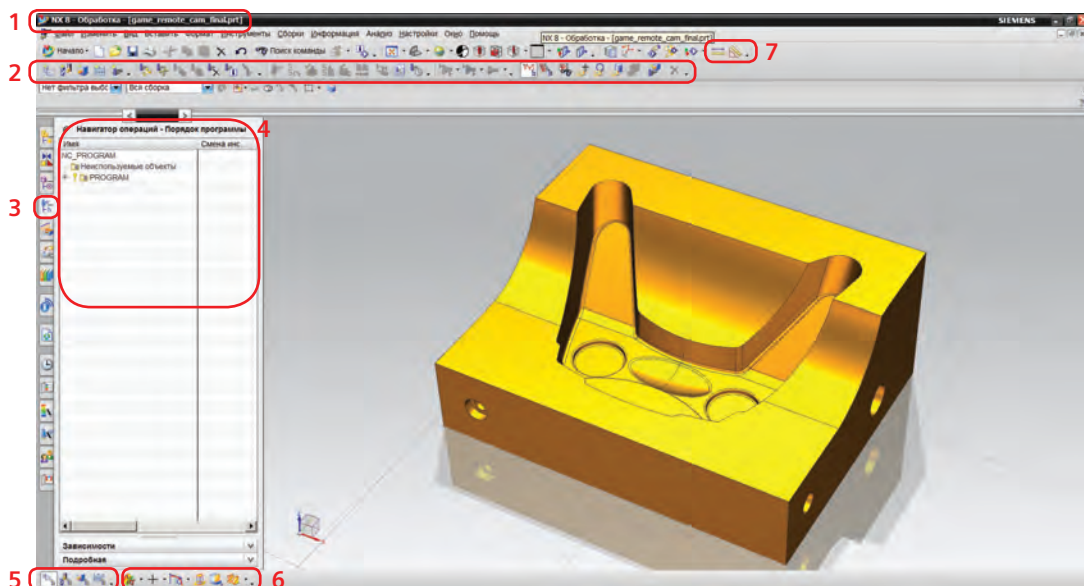 1
NX 8 - Обработка - [game_remote_cam_final.prt]
SIEMENS
Файл Изменить Вид Вставить Формат Инструменты Сборки Информация Анализ Настройки Окно Помощь
NX 8 - Обработка - [game_remote_cam_final.prt]
7
Начало
Поиск команды
2
Нет фильтра выбо
Вся сборка
4
Навигатор операций - Порядок программы
Имя
Смена инс..
NC_PROGRAM
Неиспользуемые объекты
PROGRAM
3
Зависимости
Подробная
5
6